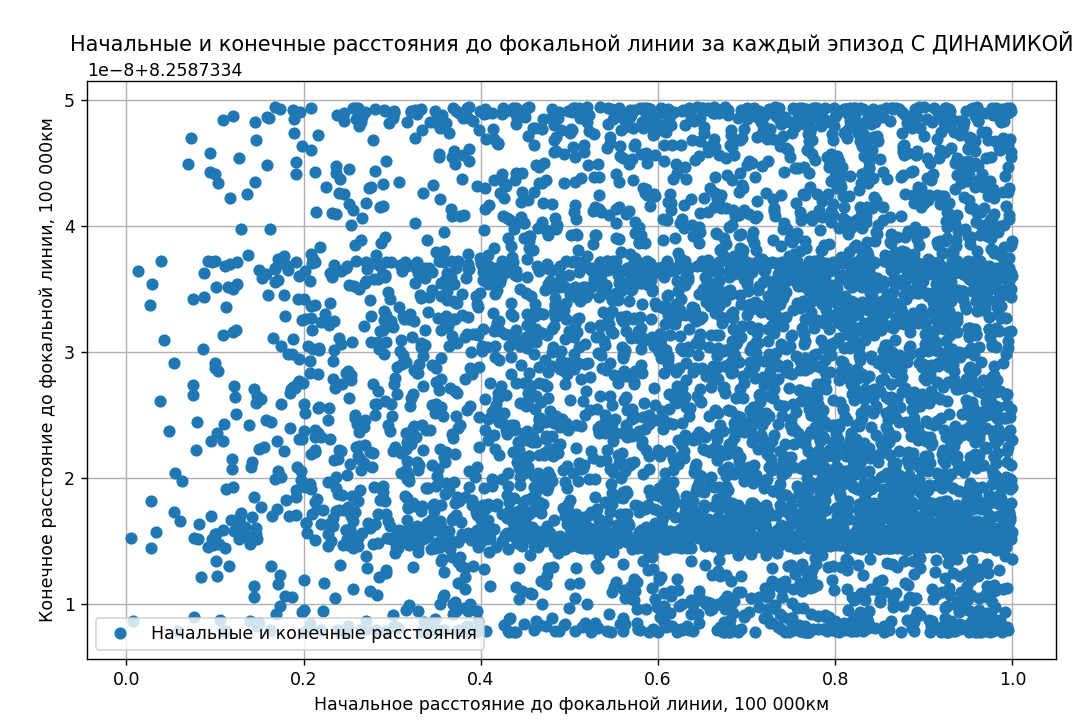 Начальные и конечные расстояния до фокальной линии за каждый эпизод С ДИНАМИКОЙ
1e−8+8.2587334
5
4
3
2
1
Конечное расстояние до фокальной линии, 100 000км
Начальные и конечные расстояния
0.0 0.2 0.4 0.6 0.8 1.0
Начальное расстояние до фокальной линии, 100 000км